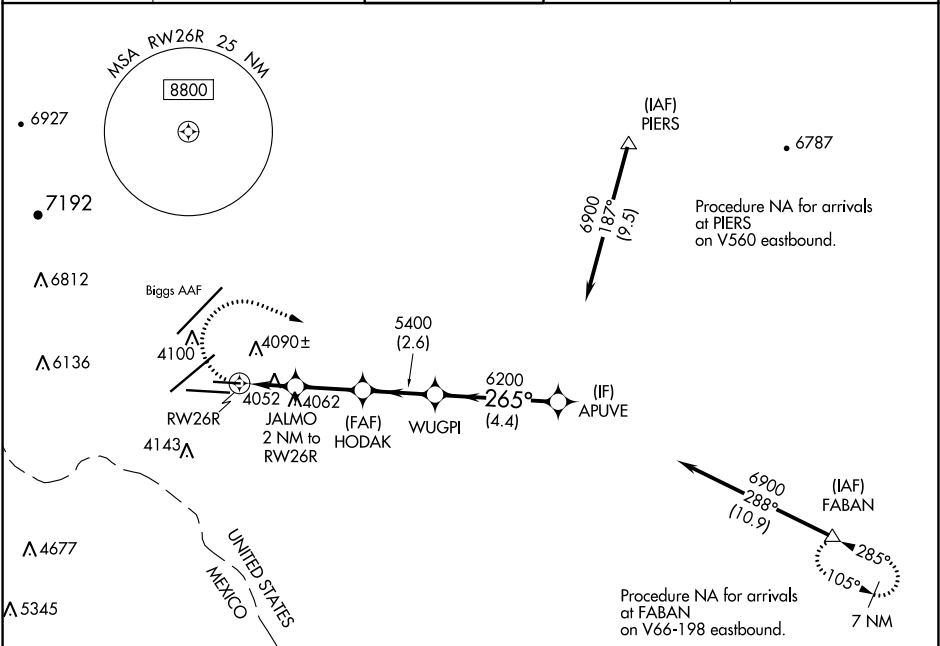 MSA RW26R 25 NM
8800
6927
7192
6812
6136
(IAF)
PIERS
6787
6900
187°
(9.5)
Procedure NA for arrivals
at PIERS
on V560 eastbound.
Biggs AAF
4100
4090±
5400
(2.6)
6200
265°
(4.4)
(IF)
APUVE
RW26R
4052
4062
JALMO
2 NM to
RW26R
(FAF)
HODAK
WUGPI
4143
6900
288°
(10.9)
(IAF)
FABAN
285°
105°
7 NM
4677
5345
UNITED STATES
MEXICO
Procedure NA for arrivals
at FABAN
on V66-198 eastbound.